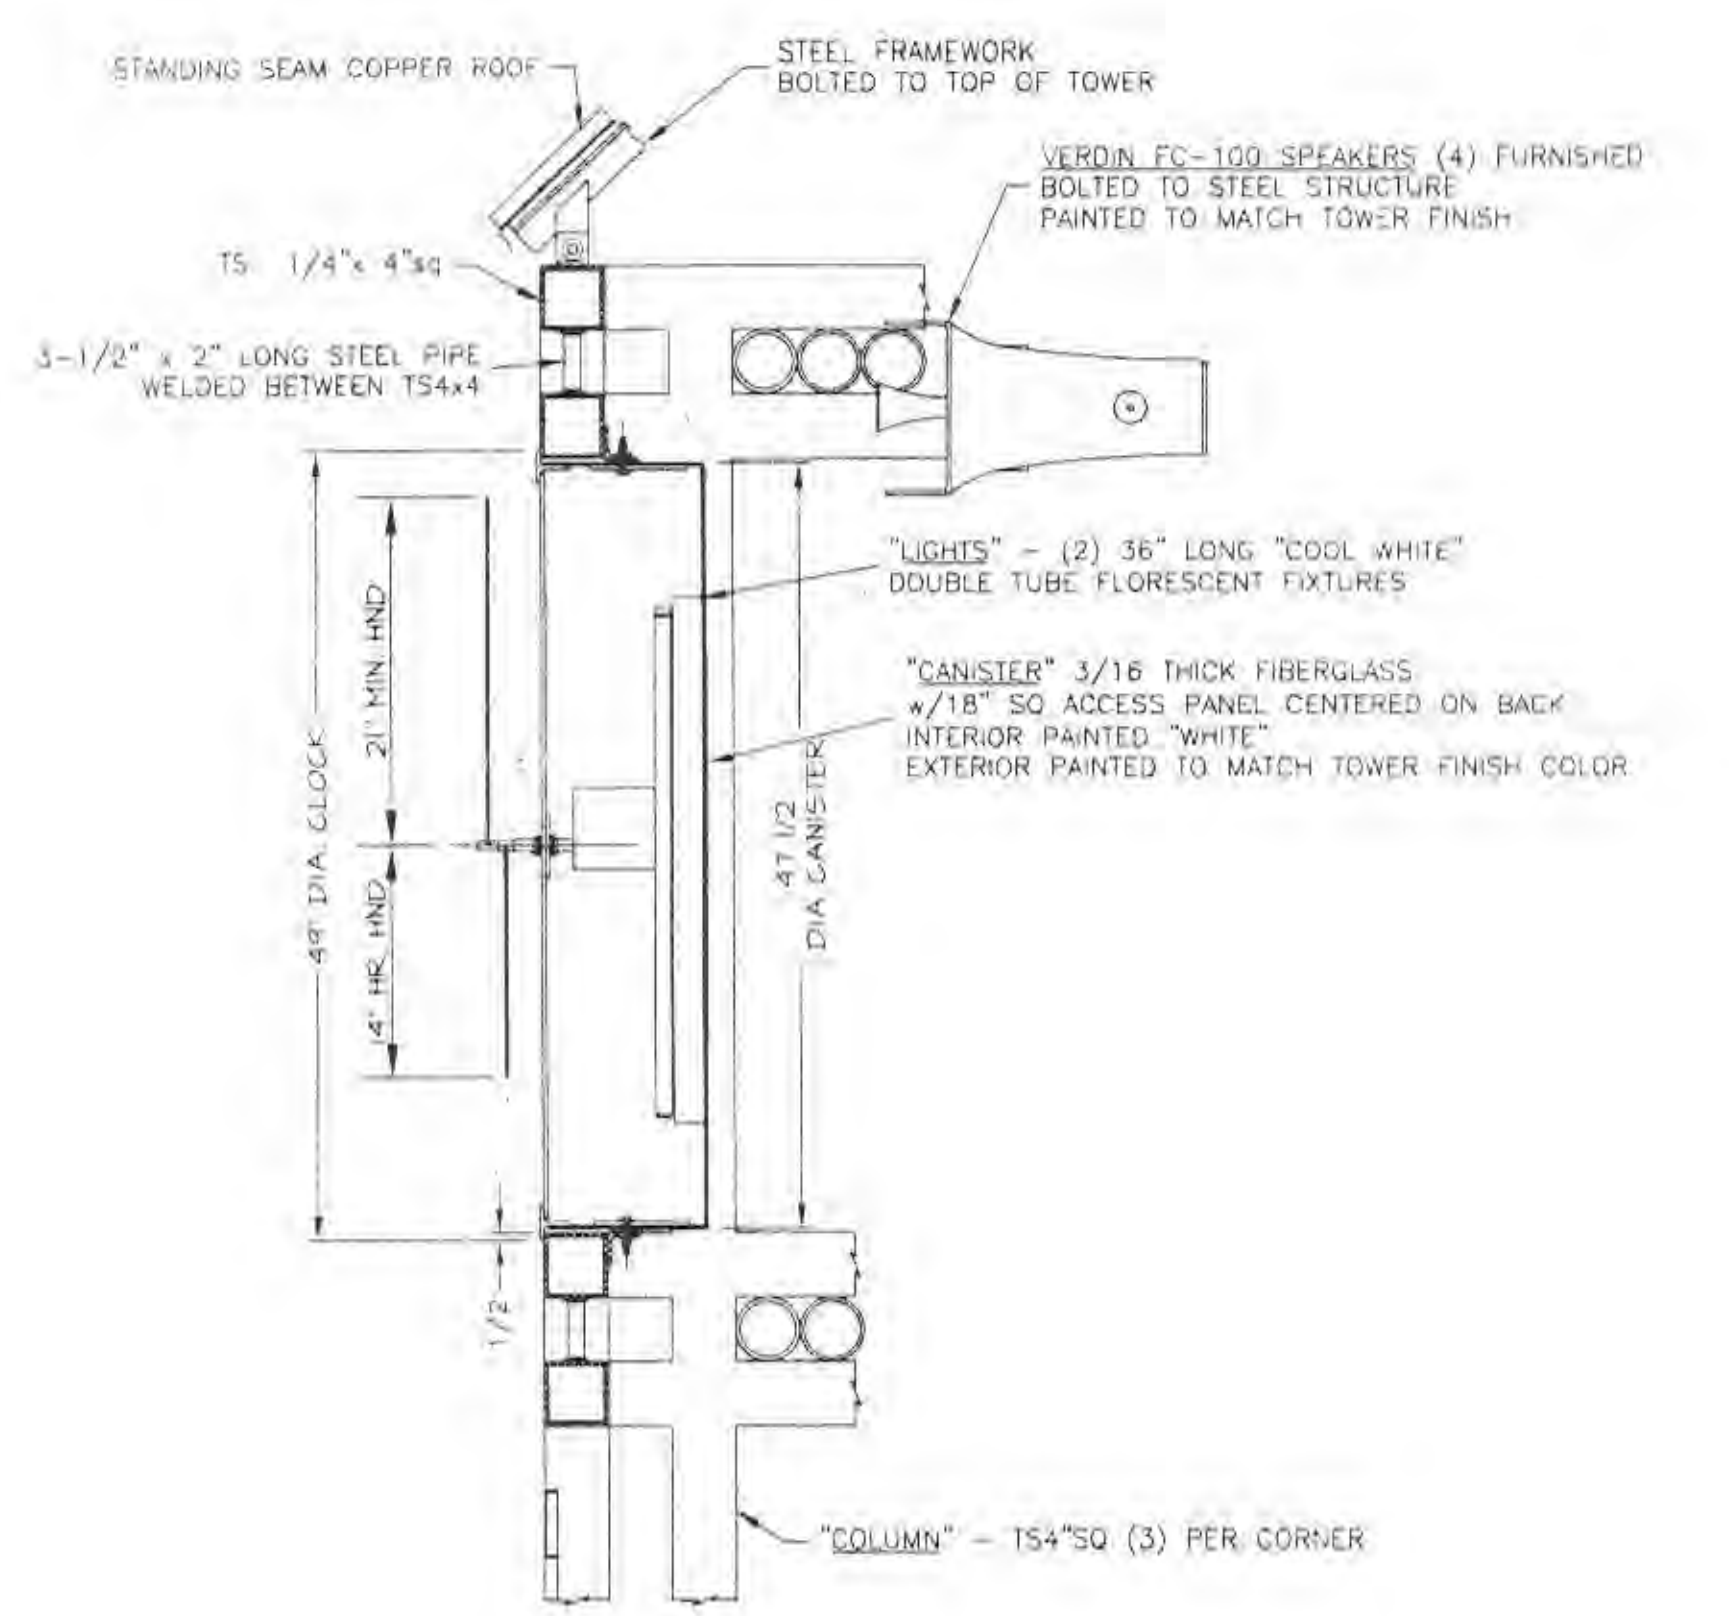 STANDING SEAM COPPER ROOF
STEEL FRAMEWORK
BOLTED TO TOP OF TOWER
VERDIN FC-100 SPEAKERS (4) FURNISHED
BOLTED TO STEEL STRUCTURE
PAINTED TO MATCH TOWER FINISH
TS 1/4"x 4"sq
3-1/2" x 2" LONG STEEL PIPE
WELDED BETWEEN TS4x4
"LIGHTS" - (2) 36" LONG "COOL WHITE"
DOUBLE TUBE FLORESCENT FIXTURES
"CANISTER" 3/16 THICK FIBERGLASS
w/18" SQ ACCESS PANEL CENTERED ON BACK
INTERIOR PAINTED "WHITE"
EXTERIOR PAINTED TO MATCH TOWER FINISH COLOR
49" DIA. CLOCK
21" MIN. HND
14" HR HND
47 1/2
DIA CANISTER
1/2
"COLUMN" - TS4"SQ (3) PER CORNER